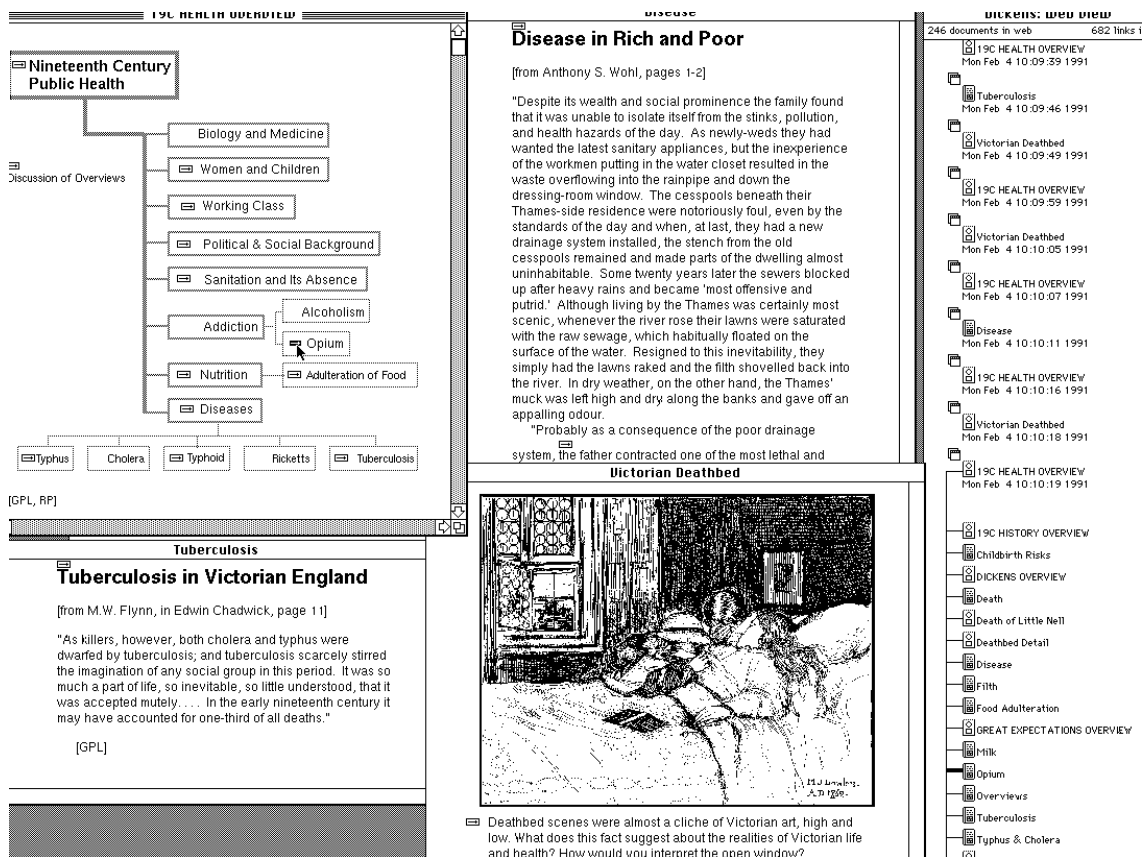 19C HEALTH OVERVIEW
Nineteenth Century
Public Health
Biology and Medicine
Discussion of Overviews
Women and Children
Working Class
Political & Social Background
Sanitation and Its Absence
Alcoholism
Addiction
Opium
Nutrition
Adulteration of Food
Diseases
Typhus
Cholera
Typhoid
Ricketts
Tuberculosis
[GPL, RP]
Tuberculosis
Tuberculosis in Victorian England
[from M.W. Flynn, in Edwin Chadwick, page 11]
"As killers, however, both cholera and typhus were
dwarfed by tuberculosis; and tuberculosis scarcely stirred
the imagination of any social group in this period. It was so
much a part of life, so inevitable, so little understood, that it
was accepted mutely. . . . In the early nineteenth century it
may have accounted for one-third of all deaths."
[GPL]
Disease
Disease in Rich and Poor
[from Anthony S. Wohl, pages 1-2]
"Despite its wealth and social prominence the family found
that it was unable to isolate itself from the stinks, pollution,
and health hazards of the day. As newly-weds they had
wanted the latest sanitary appliances, but the inexperience
of the workmen putting in the water closet resulted in the
waste overflowing into the rainpipe and down the
dressing-room window. The cesspools beneath their
Thames-side residence were notoriously foul, even by the
standards of the day and when, at last, they had a new
drainage system installed, the stench from the old
cesspools remained and made parts of the dwelling almost
uninhabitable. Some twenty years later the sewers blocked
up after heavy rains and became 'most offensive and
putrid.' Although living by the Thames was certainly most
scenic, whenever the river rose their lawns were saturated
with the raw sewage, which habitually floated on the
surface of the water. Resigned to this inevitability, they
simply had the lawns raked and the filth shovelled back into
the river. In dry weather, on the other hand, the Thames'
muck was left high and dry along the banks and gave off an
appalling odour.
"Probably as a consequence of the poor drainage
system, the father contracted one of the most lethal and
Victorian Deathbed
Deathbed scenes were almost a cliche of Victorian art, high and
low. What does this fact suggest about the realities of Victorian life
and health? How would you interpret the open window?
Dickens: Web View
246 documents in web 682 links i
19C HEALTH OVERVIEW
Mon Feb 4 10:09:39 1991
Tuberculosis
Mon Feb 4 10:09:46 1991
Victorian Deathbed
Mon Feb 4 10:09:49 1991
19C HEALTH OVERVIEW
Mon Feb 4 10:09:59 1991
Victorian Deathbed
Mon Feb 4 10:10:05 1991
19C HEALTH OVERVIEW
Mon Feb 4 10:10:07 1991
Disease
Mon Feb 4 10:10:11 1991
19C HEALTH OVERVIEW
Mon Feb 4 10:10:16 1991
Victorian Deathbed
Mon Feb 4 10:10:18 1991
19C HEALTH OVERVIEW
Mon Feb 4 10:10:19 1991
19C HISTORY OVERVIEW
Childbirth Risks
DICKENS OVERVIEW
Death
Death of Little Nell
Deathbed Detail
Disease
Filth
Food Adulteration
GREAT EXPECTATIONS OVERVIEW
Milk
Opium
Overviews
Tuberculosis
Typhus & Cholera